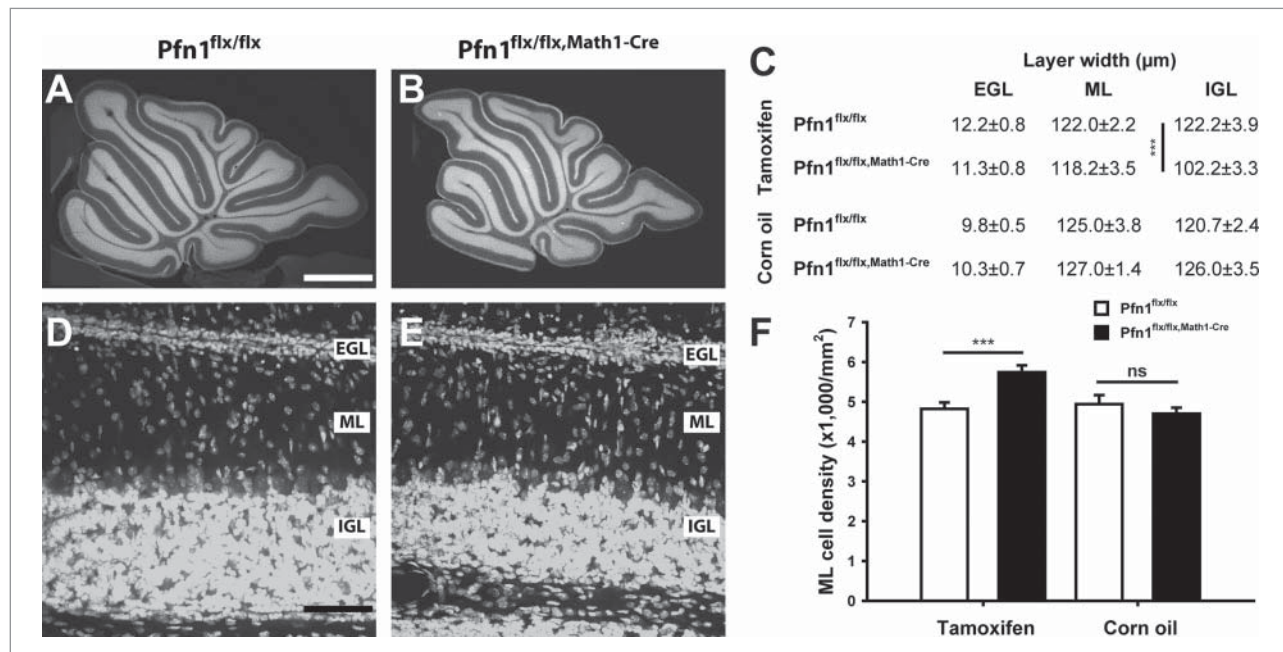 Pfn1flx/flx
Pfn1flx/flx,Math1-Cre
A
B
C
Layer width (µm)
EGL ML IGL
Tamoxifen
Pfn1flx/flx 12.2±0.8 122.0±2.2 122.2±3.9
***
Pfn1flx/flx,Math1-Cre 11.3±0.8 118.2±3.5 102.2±3.3
Corn oil
Pfn1flx/flx 9.8±0.5 125.0±3.8 120.7±2.4
Pfn1flx/flx,Math1-Cre 10.3±0.7 127.0±1.4 126.0±3.5
D
EGL
ML
IGL
E
EGL
ML
IGL
F
Pfn1flx/flx
Pfn1flx/flx,Math1-Cre
ML cell density (x1,000/mm2)
7
6
5
4
3
2
1
0
***
ns
Tamoxifen Corn oil